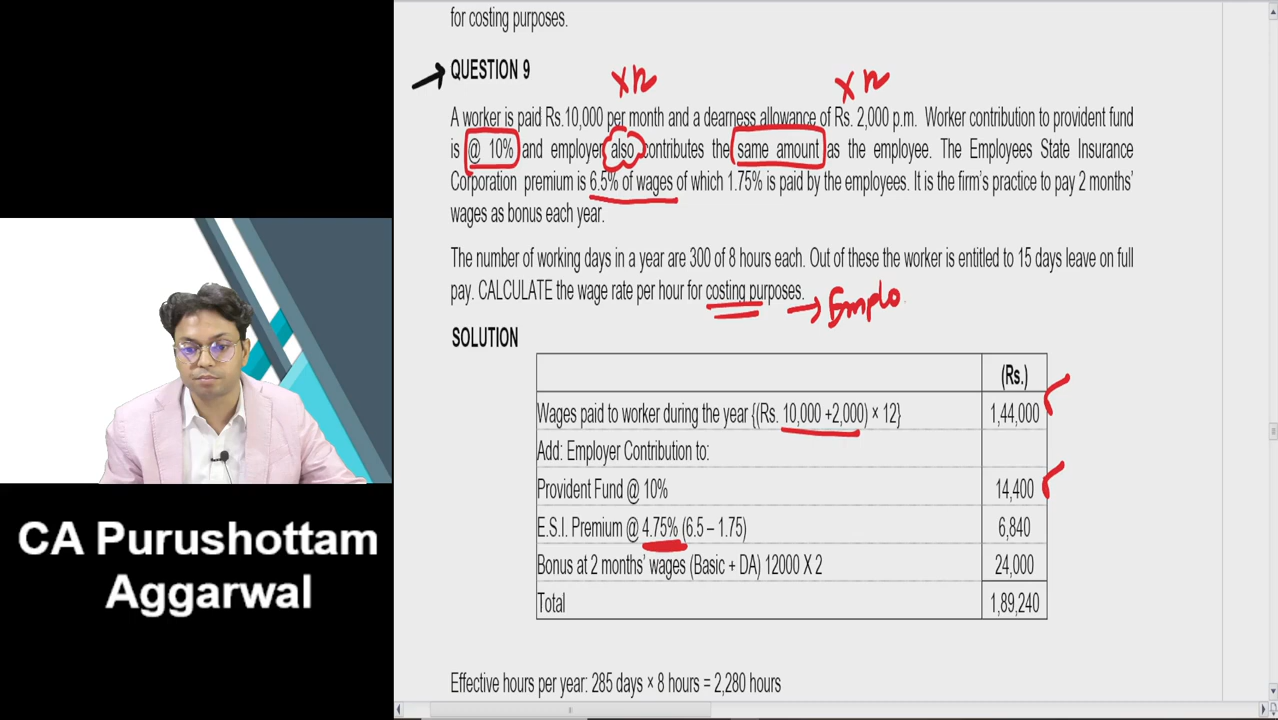 for costing purposes.
QUESTION 9
×12 ×12
A worker is paid Rs.10,000 per month and a dearness allowance of Rs. 2,000 p.m. Worker contribution to provident fund
is @ 10% and employer also contributes the same amount as the employee. The Employees State Insurance
Corporation premium is 6.5% of wages of which 1.75% is paid by the employees. It is the firm's practice to pay 2 months'
wages as bonus each year.
The number of working days in a year are 300 of 8 hours each. Out of these the worker is entitled to 15 days leave on full
pay. CALCULATE the wage rate per hour for costing purposes.
→ Emplo
SOLUTION
(Rs.)
Wages paid to worker during the year {(Rs. 10,000 +2,000) × 12} 1,44,000
Add: Employer Contribution to:
Provident Fund @ 10% 14,400
E.S.I. Premium @ 4.75% (6.5 – 1.75) 6,840
Bonus at 2 months' wages (Basic + DA) 12000 X 2 24,000
Total 1,89,240
Effective hours per year: 285 days × 8 hours = 2,280 hours
CA Purushottam
Aggarwal